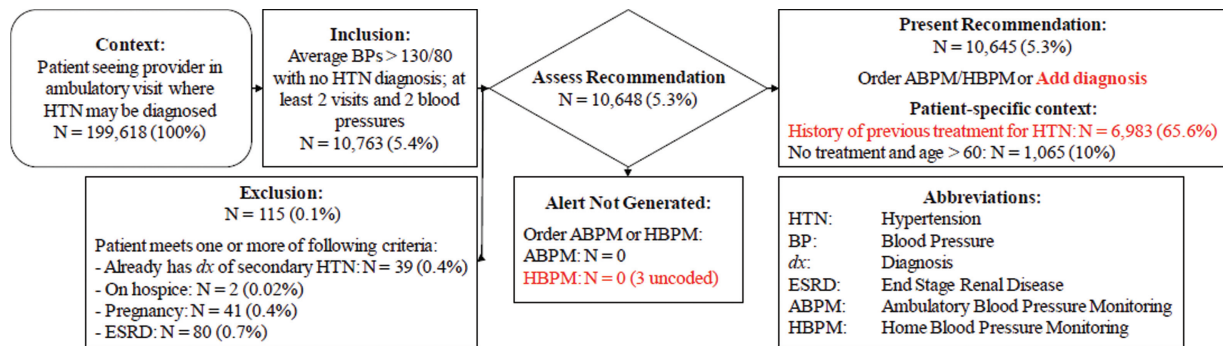 Context:
Patient seeing provider in
ambulatory visit where
HTN may be diagnosed
N = 199,618 (100%)
Inclusion:
Average BPs > 130/80
with no HTN diagnosis; at
least 2 visits and 2 blood
pressures
N = 10,763 (5.4%)
Assess Recommendation
N = 10,648 (5.3%)
Present Recommendation:
N = 10,645 (5.3%)
Order ABPM/HBPM or Add diagnosis
Patient-specific context:
History of previous treatment for HTN: N = 6,983 (65.6%)
No treatment and age > 60: N = 1,065 (10%)
Exclusion:
N = 115 (0.1%)
Patient meets one or more of following criteria:
- Already has dx of secondary HTN: N = 39 (0.4%)
- On hospice: N = 2 (0.02%)
- Pregnancy: N = 41 (0.4%)
- ESRD: N = 80 (0.7%)
Alert Not Generated:
Order ABPM or HBPM:
ABPM: N = 0
HBPM: N = 0 (3 uncoded)
Abbreviations:
HTN: Hypertension
BP: Blood Pressure
dx: Diagnosis
ESRD: End Stage Renal Disease
ABPM: Ambulatory Blood Pressure Monitoring
HBPM: Home Blood Pressure Monitoring